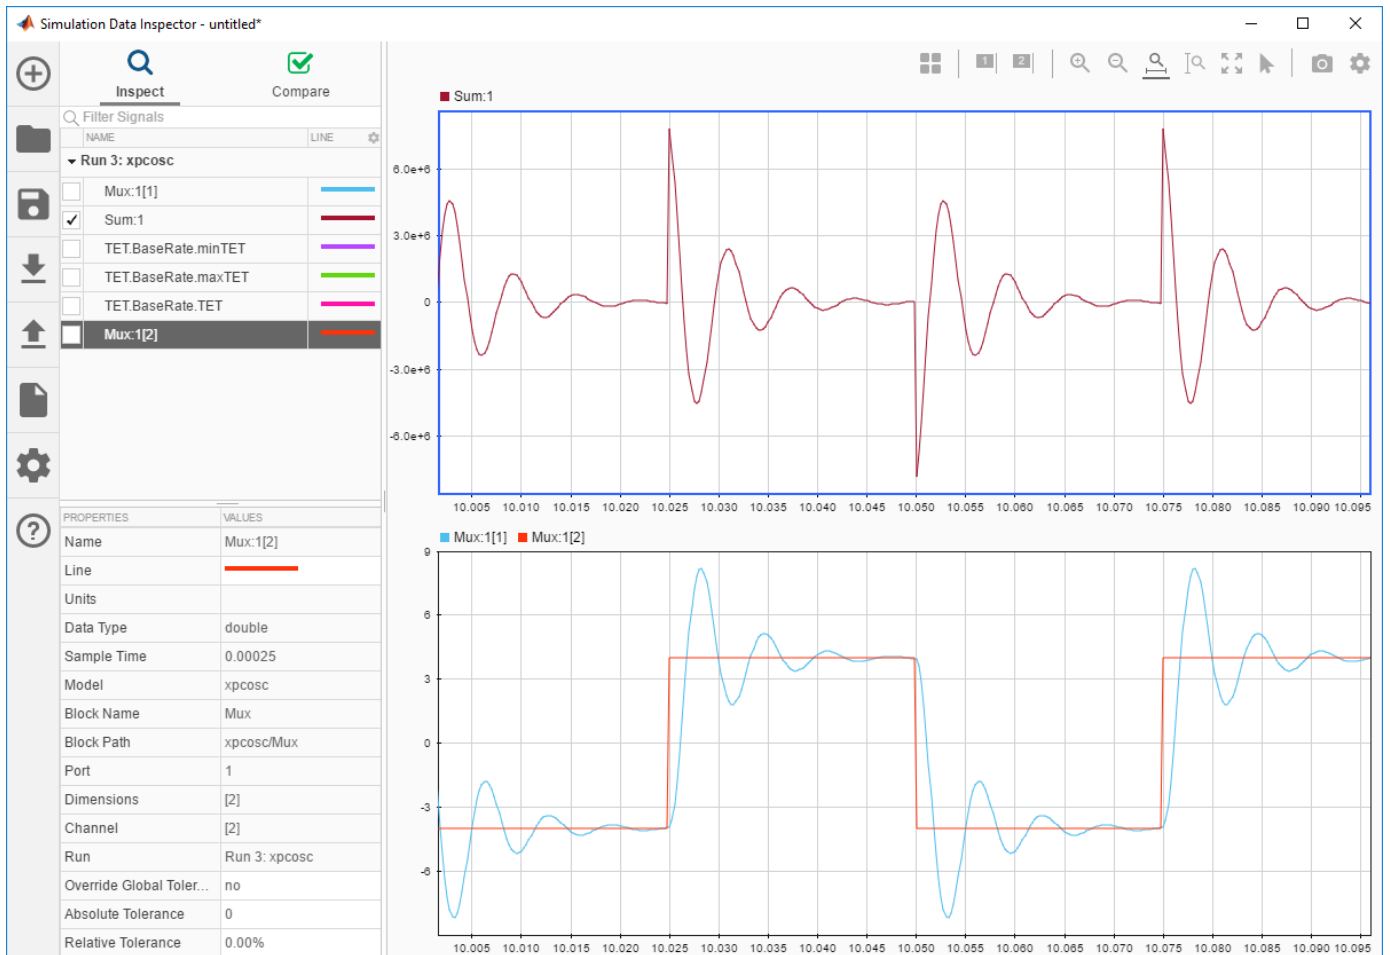 Simulation Data Inspector - untitled*
Inspect
Compare
Filter Signals
NAME LINE
Run 3: xpcosc
Mux:1[1]
Sum:1
TET.BaseRate.minTET
TET.BaseRate.maxTET
TET.BaseRate.TET
Mux:1[2]
PROPERTIES VALUES
Name Mux:1[2]
Line
Units
Data Type double
Sample Time 0.00025
Model xpcosc
Block Name Mux
Block Path xpcosc/Mux
Port 1
Dimensions [2]
Channel [2]
Run Run 3: xpcosc
Override Global Toler... no
Absolute Tolerance 0
Relative Tolerance 0.00%
1 2
Sum:1
6.0e+6
3.0e+6
0
-3.0e+6
-6.0e+6
10.005 10.010 10.015 10.020 10.025 10.030 10.035 10.040 10.045 10.050 10.055 10.060 10.065 10.070 10.075 10.080 10.085 10.090 10.095
Mux:1[1] Mux:1[2]
9
6
3
0
-3
-6
10.005 10.010 10.015 10.020 10.025 10.030 10.035 10.040 10.045 10.050 10.055 10.060 10.065 10.070 10.075 10.080 10.085 10.090 10.095